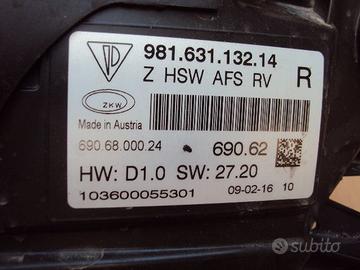 981.631.132.14
Z HSW AFS RV
R
ZKW
Made in Austria
690.68.000.24
690.62
HW: D1.0 SW: 27.20
103600055301
09-02-16 10
subito